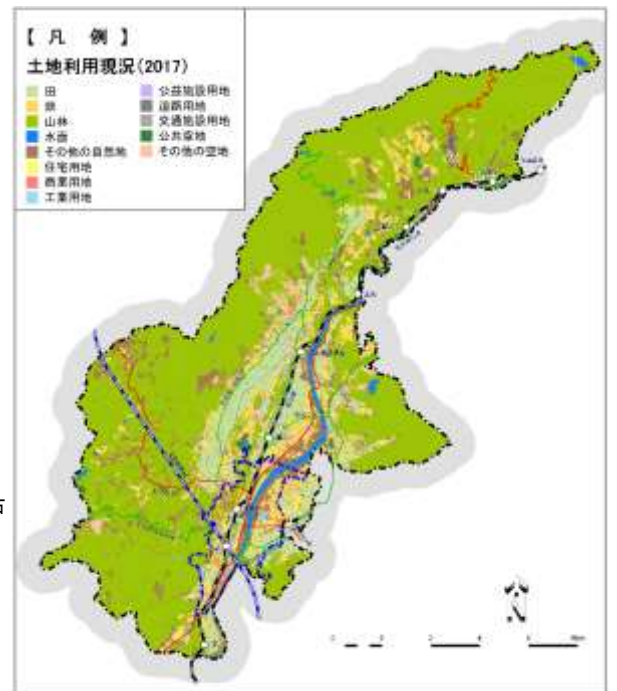 【 凡 例 】
土地利用現況(2017)
田
畑
山林
水面
その他の自然地
住宅用地
商業用地
工業用地
公益施設用地
道路用地
交通施設用地
公共空地
その他の空地